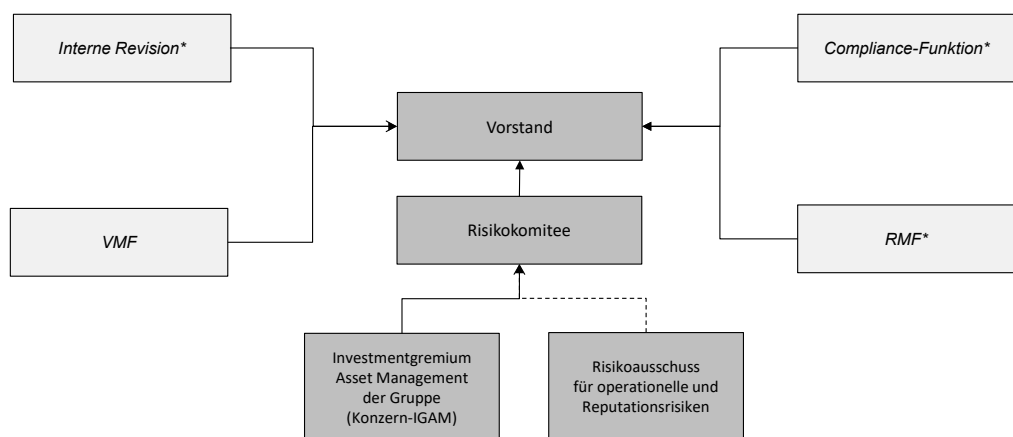 Interne Revision*
Compliance-Funktion*
Vorstand
VMF
Risikokomitee
RMF*
Investmentgremium
Asset Management
der Gruppe
(Konzern-IGAM)
Risikoausschuss
für operationelle und
Reputationsrisiken